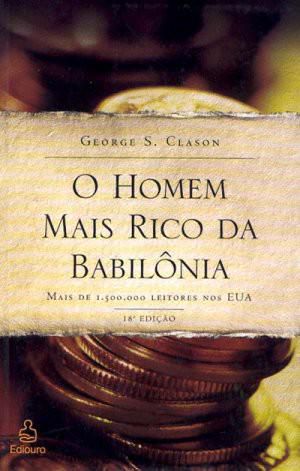 GEORGE S. CLASON
O HOMEM
MAIS RICO DA
BABILÔNIA
MAIS DE 1.500.000 LEITORES NOS EUA
18ª EDIÇÃO
Ediouro